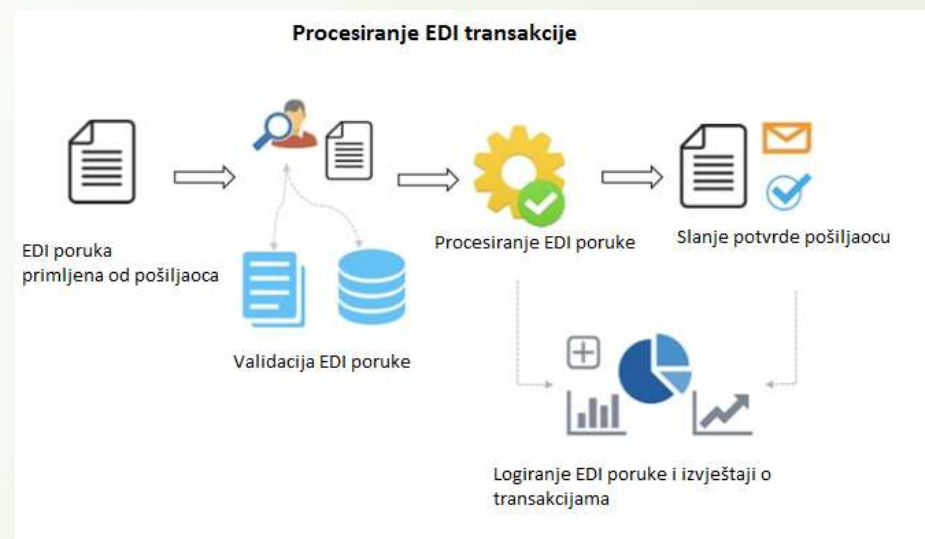 Procesiranje EDI transakcije
EDI poruka
primljena od pošiljaoca
Validacija EDI poruke
Procesiranje EDI poruke
Slanje potvrde pošiljaocu
Logiranje EDI poruke i izvještaji o
transakcijama